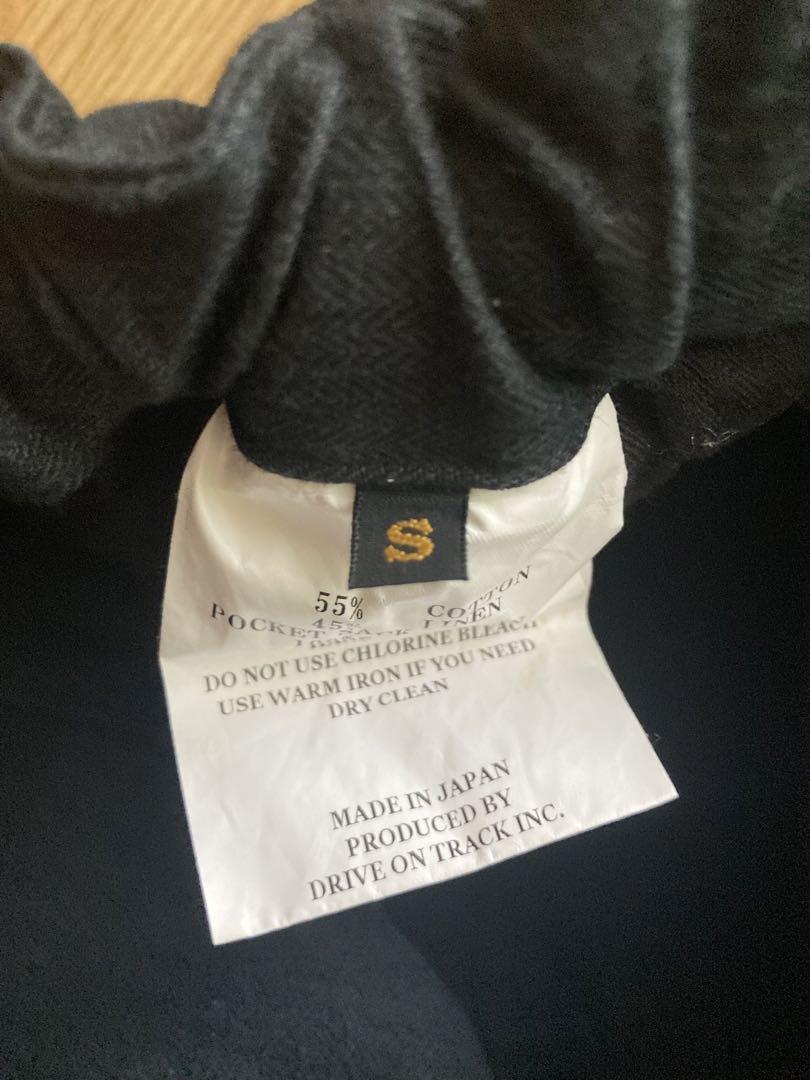 S
55% COTTON
45% LINEN
POCKET
DO NOT USE CHLORINE BLEACH
USE WARM IRON IF YOU NEED
DRY CLEAN
MADE IN JAPAN
PRODUCED BY
DRIVE ON TRACK INC.